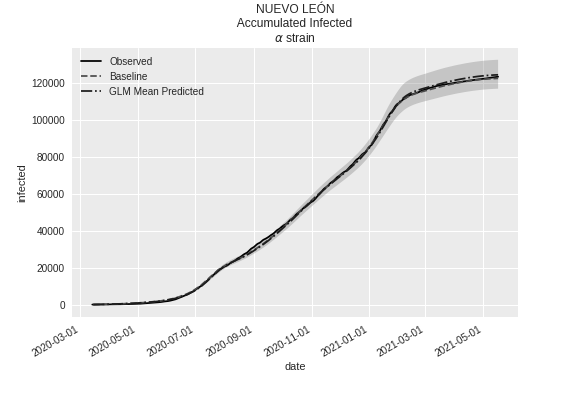 NUEVO LEÓN
Accumulated Infected
α strain
Observed
Baseline
GLM Mean Predicted
infected
120000
100000
80000
60000
40000
20000
0
2020-03-01
2020-05-01
2020-07-01
2020-09-01
2020-11-01
2021-01-01
2021-03-01
2021-05-01
date